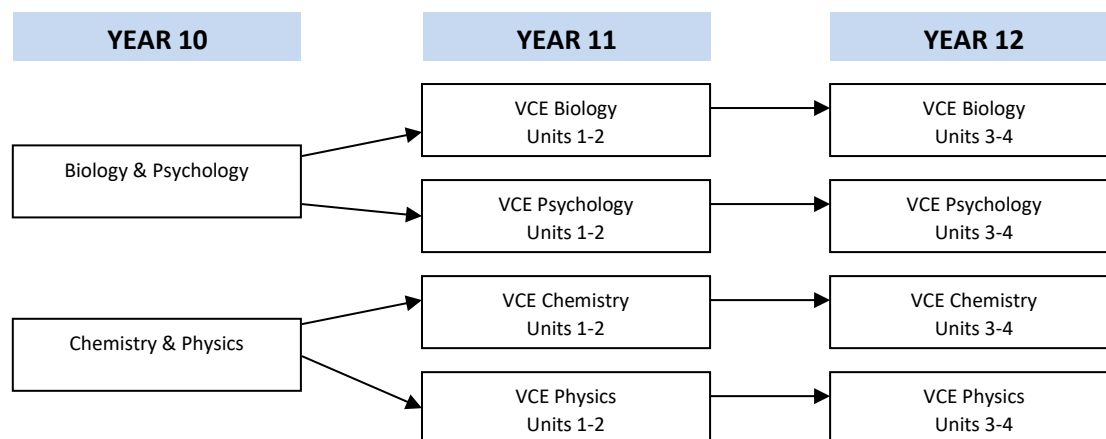 YEAR 10
YEAR 11
YEAR 12
Biology & Psychology
VCE Biology
Units 1-2
VCE Biology
Units 3-4
VCE Psychology
Units 1-2
VCE Psychology
Units 3-4
Chemistry & Physics
VCE Chemistry
Units 1-2
VCE Chemistry
Units 3-4
VCE Physics
Units 1-2
VCE Physics
Units 3-4